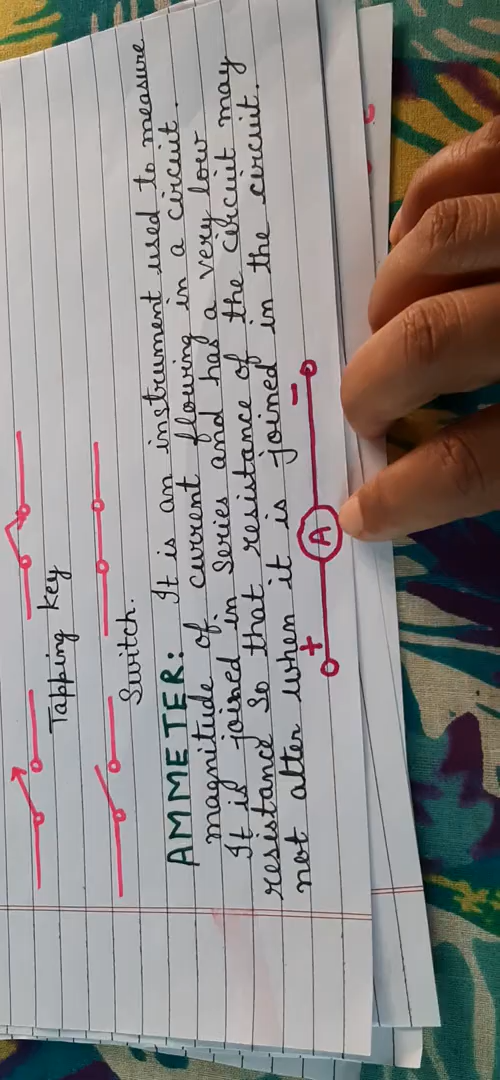 Tapping Key
Switch.
AMMETER: It is an instrument used to measure
magnitude of current flowing in a circuit.
It is joined in series and has a very low
resistance so that resistance of the circuit may
not alter when it is joined in the circuit.
+ A -